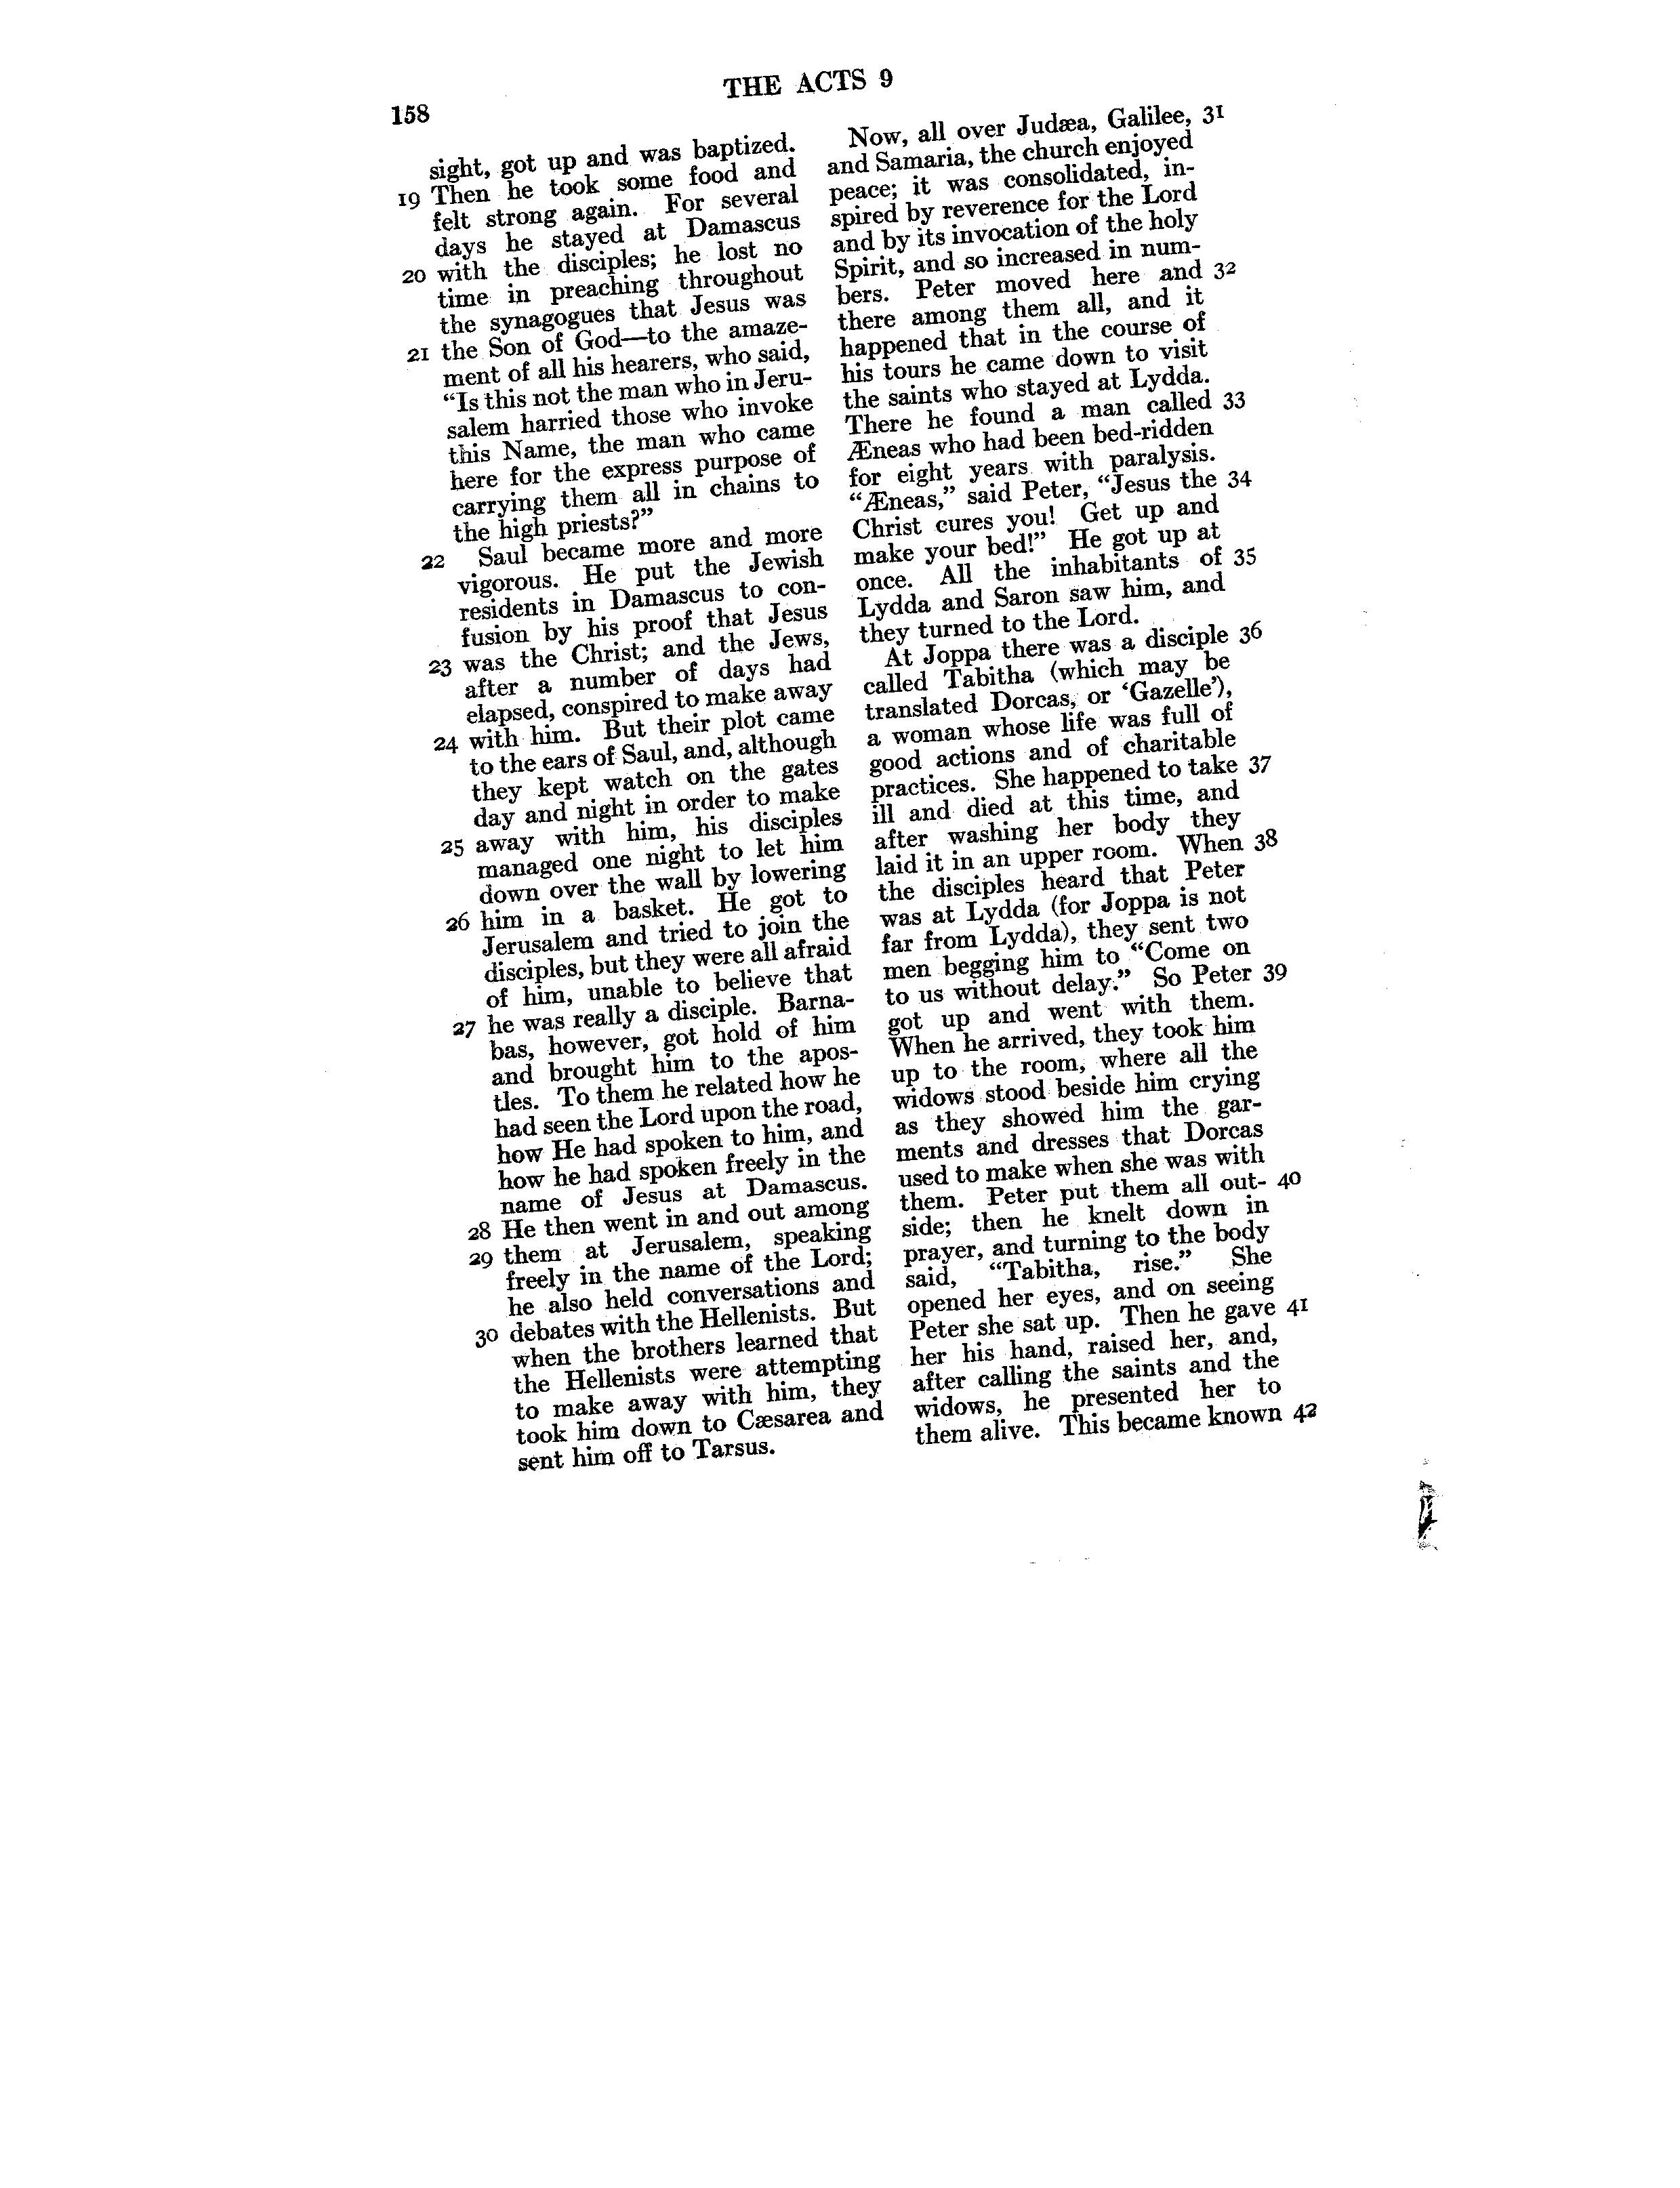 158
THE ACTS 9
sight, got up and was baptized.
19 Then he took some food and
felt strong again. For several
days he stayed at Damascus
20 with the disciples; he lost no
time in preaching throughout
the synagogues that Jesus was
21 the Son of God—to the amaze-
ment of all his hearers, who said,
“Is this not the man who in Jeru-
salem harried those who invoke
this Name, the man who came
here for the express purpose of
carrying them all in chains to
the high priests?”
22 Saul became more and more
vigorous. He put the Jewish
residents in Damascus to con-
fusion by his proof that Jesus
23 was the Christ; and the Jews,
after a number of days had
elapsed, conspired to make away
24 with him. But their plot came
to the ears of Saul, and, although
they kept watch on the gates
day and night in order to make
25 away with him, his disciples
managed one night to let him
down over the wall by lowering
26 him in a basket. He got to
Jerusalem and tried to join the
disciples, but they were all afraid
of him, unable to believe that
27 he was really a disciple. Barna-
bas, however, got hold of him
and brought him to the apos-
tles. To them he related how he
had seen the Lord upon the road,
how He had spoken to him, and
how he had spoken freely in the
name of Jesus at Damascus.
28 He then went in and out among
29 them at Jerusalem, speaking
freely in the name of the Lord;
he also held conversations and
30 debates with the Hellenists. But
when the brothers learned that
the Hellenists were attempting
to make away with him, they
took him down to Cæsarea and
sent him off to Tarsus.
Now, all over Judæa, Galilee, 31
and Samaria, the church enjoyed
peace; it was consolidated, in-
spired by reverence for the Lord
and by its invocation of the holy
Spirit, and so increased in num-
bers. Peter moved here and 32
there among them all, and it
happened that in the course of
his tours he came down to visit
the saints who stayed at Lydda.
There he found a man called 33
Æneas who had been bed-ridden
for eight years with paralysis.
“Æneas,” said Peter, “Jesus the 34
Christ cures you! Get up and
make your bed!” He got up at
once. All the inhabitants of 35
Lydda and Saron saw him, and
they turned to the Lord.
At Joppa there was a disciple 36
called Tabitha (which may be
translated Dorcas, or ‘Gazelle’),
a woman whose life was full of
good actions and of charitable
practices. She happened to take 37
ill and died at this time, and
after washing her body they
laid it in an upper room. When 38
the disciples heard that Peter
was at Lydda (for Joppa is not
far from Lydda), they sent two
men begging him to “Come on
to us without delay.” So Peter 39
got up and went with them.
When he arrived, they took him
up to the room, where all the
widows stood beside him crying
as they showed him the gar-
ments and dresses that Dorcas
used to make when she was with
them. Peter put them all out- 40
side; then he knelt down in
prayer, and turning to the body
said, “Tabitha, rise.” She
opened her eyes, and on seeing
Peter she sat up. Then he gave 41
her his hand, raised her, and,
after calling the saints and the
widows, he presented her to
them alive. This became known 42